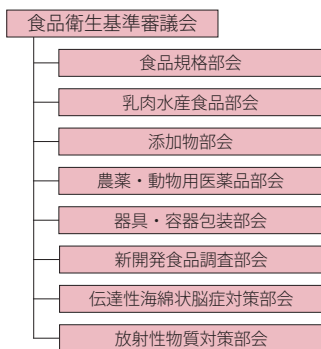 食品衛生基準審議会
食品規格部会
乳肉水産食品部会
添加物部会
農薬・動物用医薬品部会
器具・容器包装部会
新開発食品調査部会
伝達性海綿状脳症対策部会
放射性物質対策部会